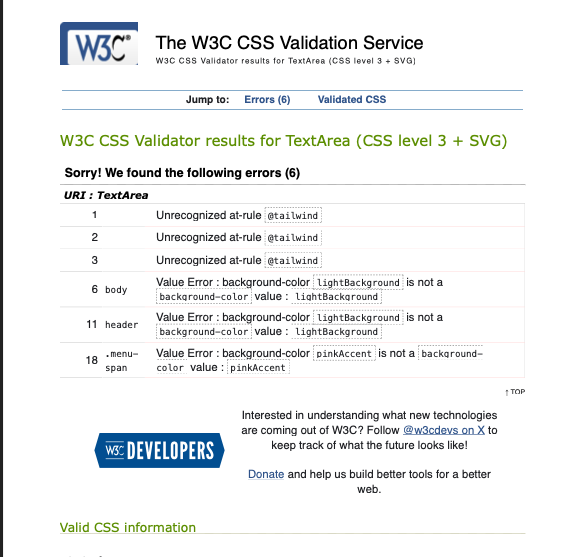 W3C®
The W3C CSS Validation Service
W3C CSS Validator results for TextArea (CSS level 3 + SVG)
Jump to: Errors (6) Validated CSS
W3C CSS Validator results for TextArea (CSS level 3 + SVG)
Sorry! We found the following errors (6)
URI : TextArea
1 Unrecognized at-rule @tailwind
2 Unrecognized at-rule @tailwind
3 Unrecognized at-rule @tailwind
6 body Value Error : background-color lightBackground is not a
background-color value : lightBackground
11 header Value Error : background-color lightBackground is not a
background-color value : lightBackground
18 .menu-span Value Error : background-color pinkAccent is not a background-
color value : pinkAccent
↑ TOP
Interested in understanding what new technologies
are coming out of W3C? Follow @w3cdevs on X to
keep track of what the future looks like!
W3C DEVELOPERS
Donate and help us build better tools for a better
web.
Valid CSS information